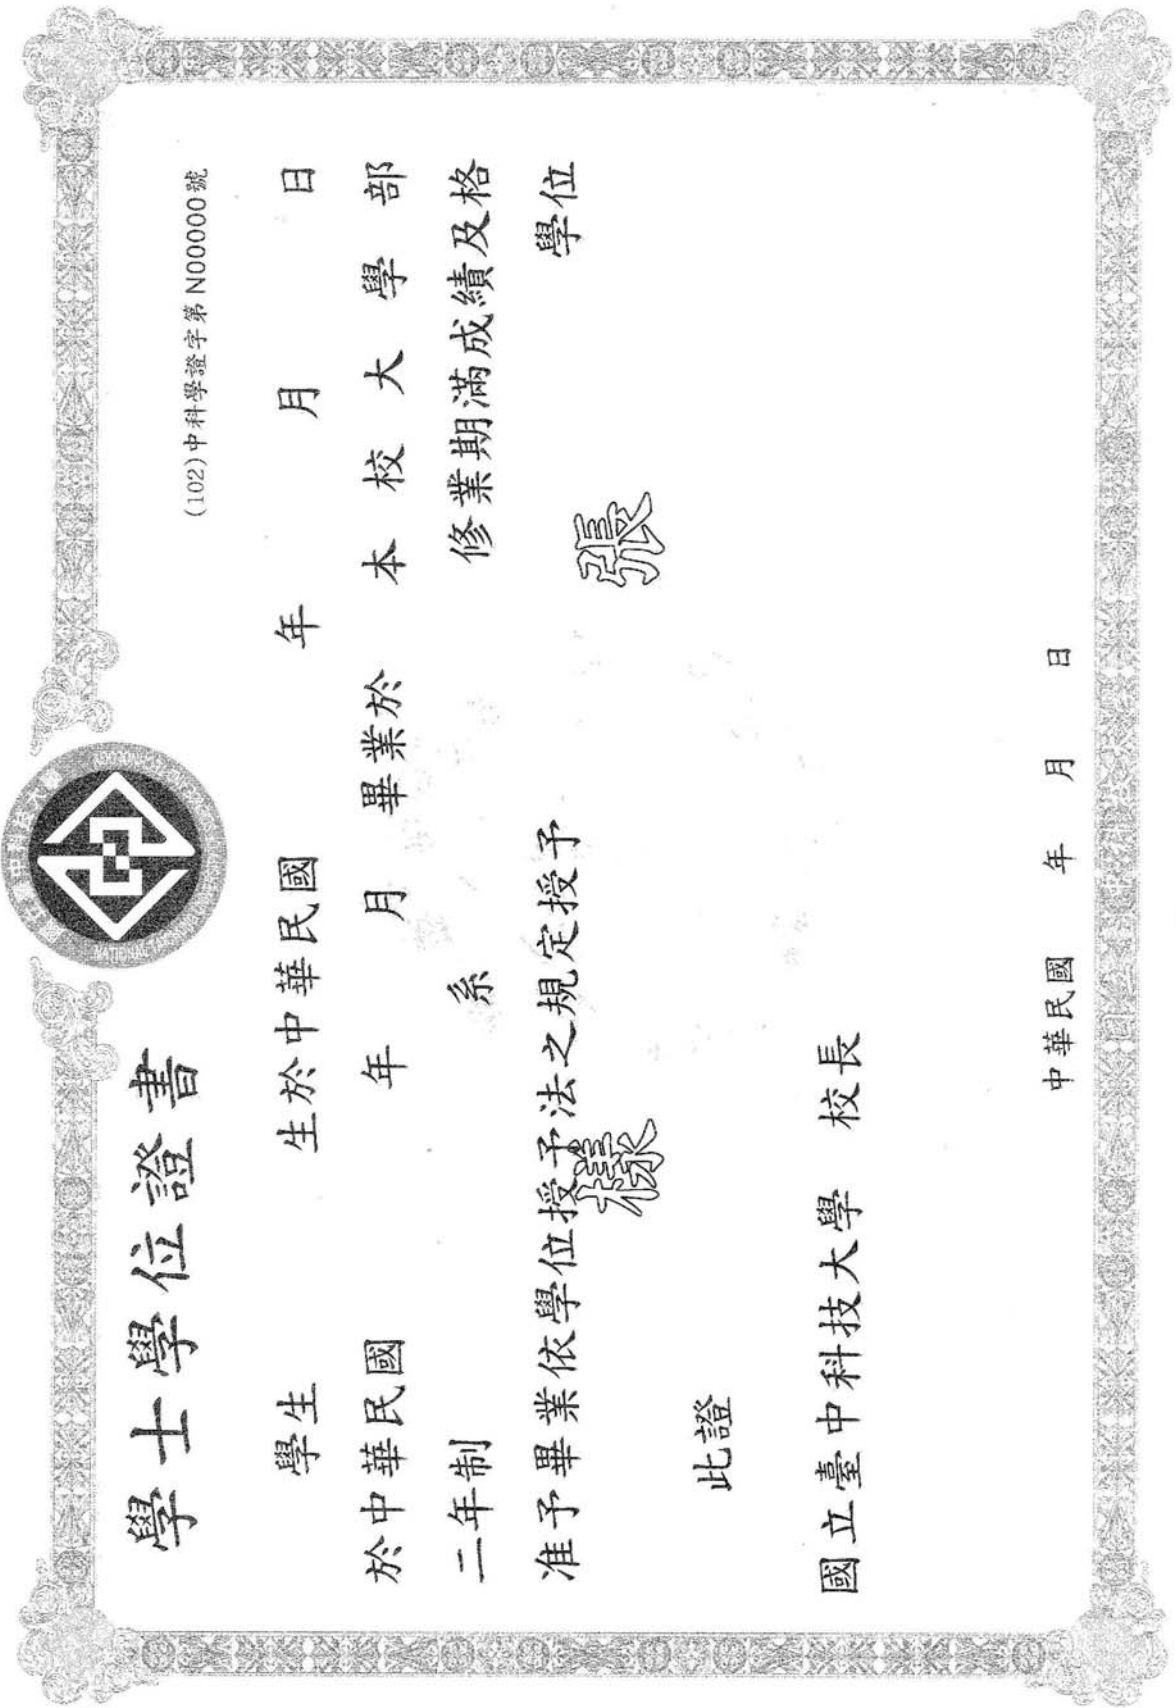 學士學位證書
(102)中科學證字第N00000號
學生 生於中華民國 年 月 日
於中華民國 年 月 畢業於 本校大學部
二年制 系 修業期滿成績及格
准予畢業依學位授予法之規定授予 學位
樣 張
此證
國立臺中科技大學 校長
中華民國 年 月 日